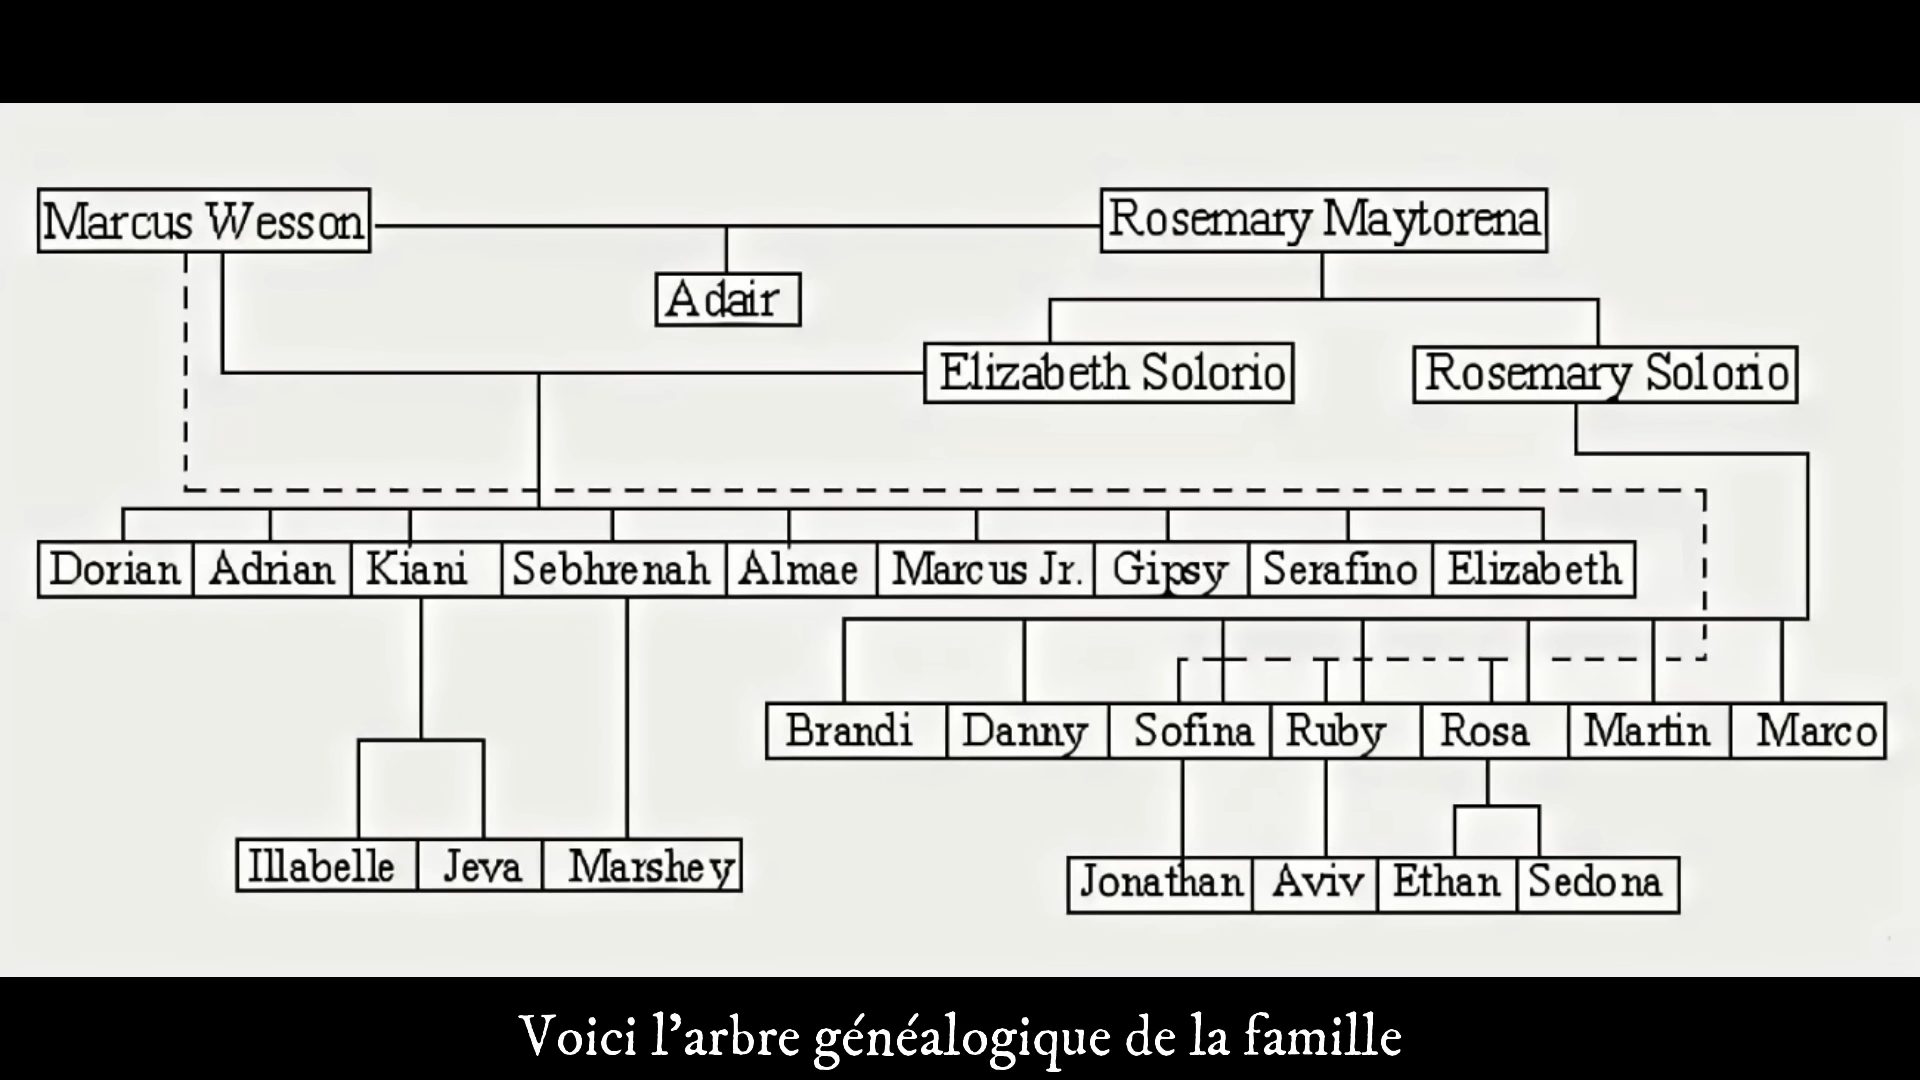 Marcus Wesson
Rosemary Maytorena
Adair
Elizabeth Solorio
Rosemary Solorio
Dorian Adrian Kiani Sebhrenah Almae Marcus Jr. Gipsy Serafino Elizabeth
Brandi Danny Sofina Ruby Rosa Martin Marco
Illabelle Jeva Marshey
Jonathan Aviv Ethan Sedona
Voici l'arbre généalogique de la famille